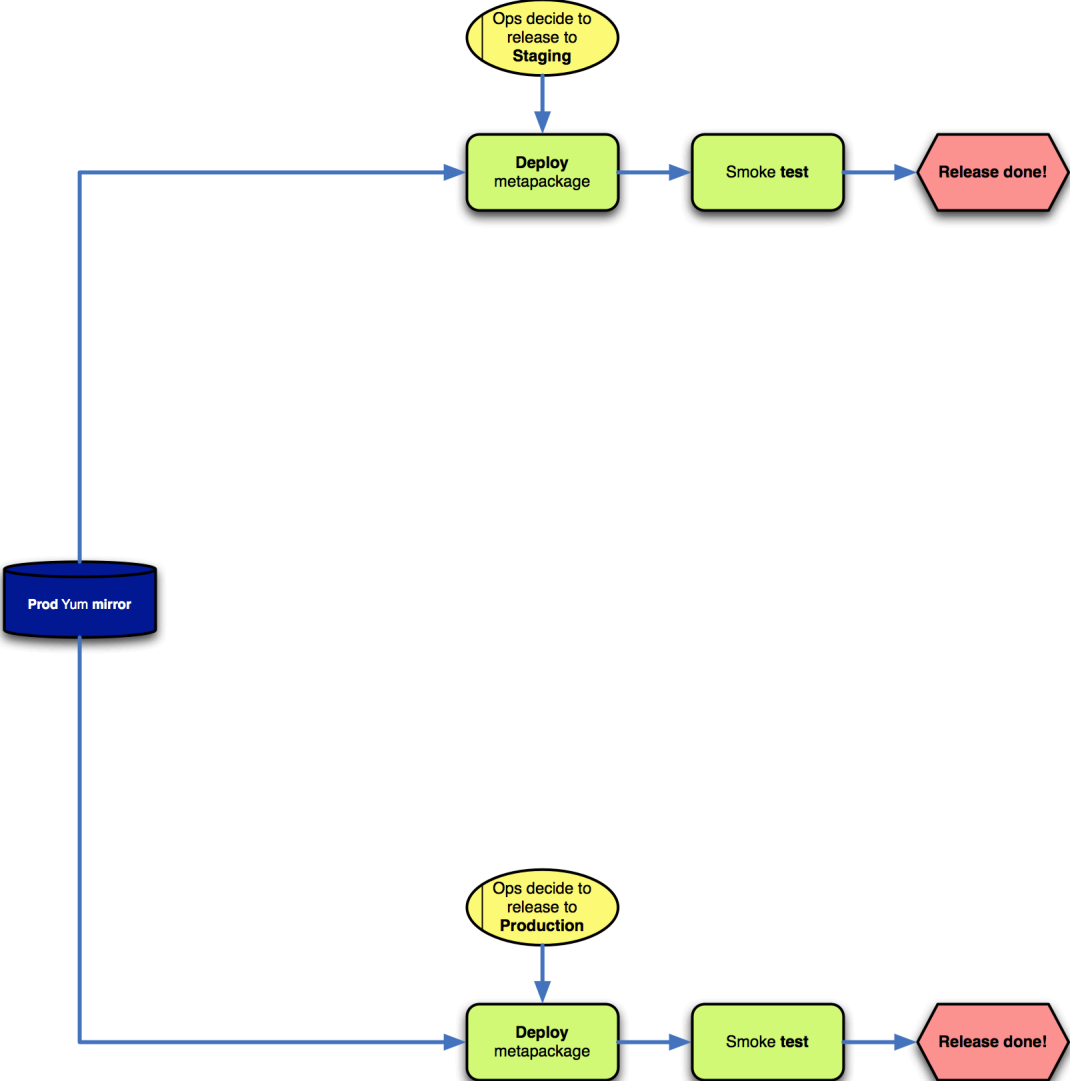 Ops decide to
release to
Staging
Deploy
metapackage
Smoke test
Release done!
Prod Yum mirror
Ops decide to
release to
Production
Deploy
metapackage
Smoke test
Release done!